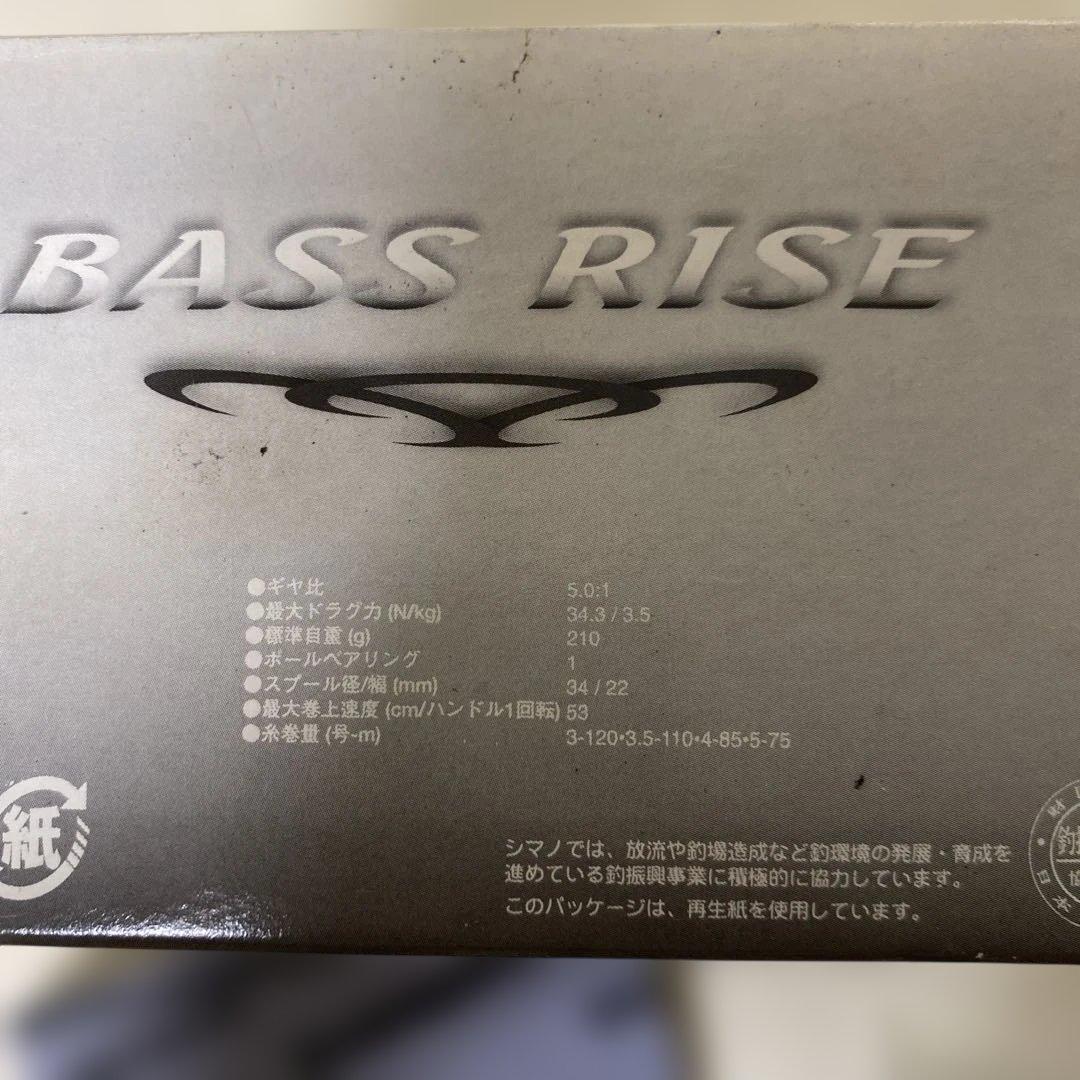 BASS RISE
●ギヤ比 5.0:1
●最大ドラグ力 (N/kg) 34.3 / 3.5
●標準自重 (g) 210
●ボールベアリング 1
●スプール径/幅 (mm) 34 / 22
●最大巻上速度 (cm/ハンドル1回転) 53
●糸巻量 (号-m) 3-120•3.5-110•4-85•5-75
紙
シマノでは、放流や釣場造成など釣環境の発展・育成を
進めている釣振興事業に積極的に協力しています。
このパッケージは、再生紙を使用しています。